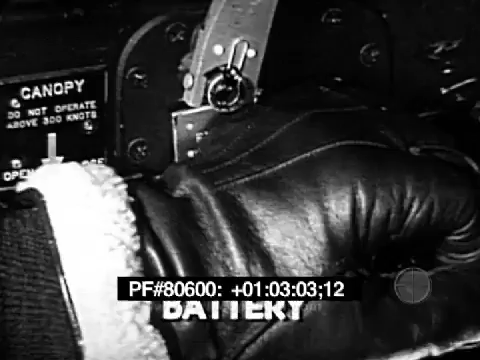 CANOPY
DO NOT OPERATE
ABOVE 300 KNOTS
OPEN
PF#80600: +01:03:03;12
BATTERY